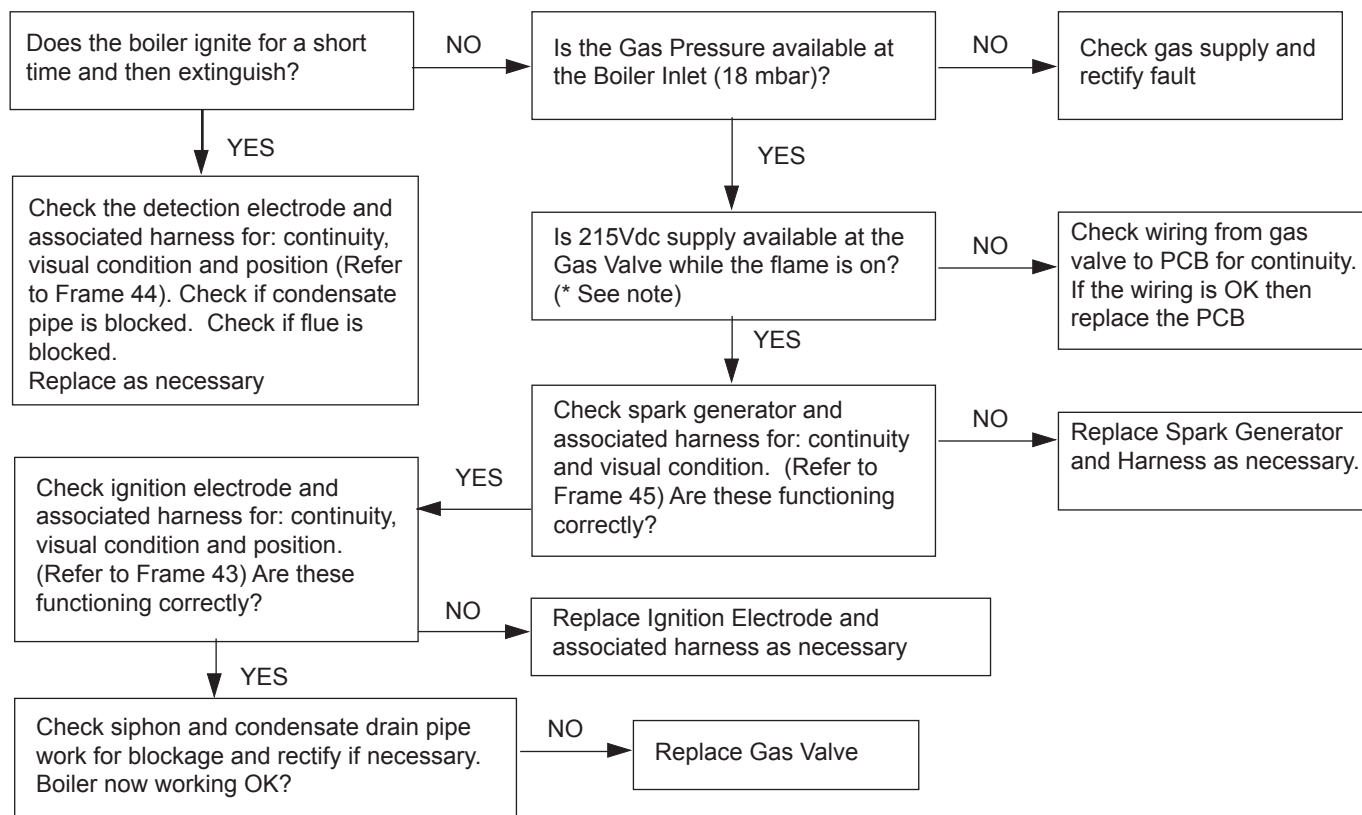 Does the boiler ignite for a short
time and then extinguish?
NO
Is the Gas Pressure available at
the Boiler Inlet (18 mbar)?
NO
Check gas supply and
rectify fault
YES
YES
Check the detection electrode and
associated harness for: continuity,
visual condition and position (Refer
to Frame 44). Check if condensate
pipe is blocked.  Check if flue is
blocked.
Replace as necessary
Is 215Vdc supply available at the
Gas Valve while the flame is on?
(* See note)
NO
Check wiring from gas
valve to PCB for continuity.
If the wiring is OK then
replace the PCB
YES
Check spark generator and
associated harness for: continuity
and visual condition.  (Refer to
Frame 45) Are these functioning
correctly?
NO
Replace Spark Generator
and Harness as necessary.
YES
Check ignition electrode and
associated harness for: continuity,
visual condition and position.
(Refer to Frame 43) Are these
functioning correctly?
NO
Replace Ignition Electrode and
associated harness as necessary
YES
Check siphon and condensate drain pipe
work for blockage and rectify if necessary.
Boiler now working OK?
NO
Replace Gas Valve